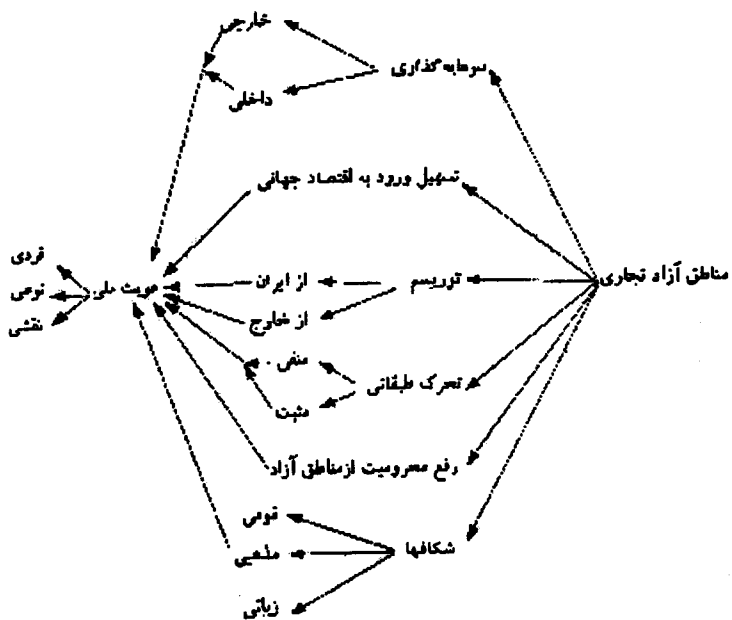 خارجی
سرمایه گذاری
داخلی
تسهیل ورود به اقتصاد جهانی
مناطق آزاد تجاری
توریسم
از ایران
هویت ملی
فردی
نوعی
نقشی
از خارج
منفی .
تحرک طبقاتی
مثبت
رفع محرومیت از مناطق آزاد
قومی
شکافها
مذهبی
زبانی